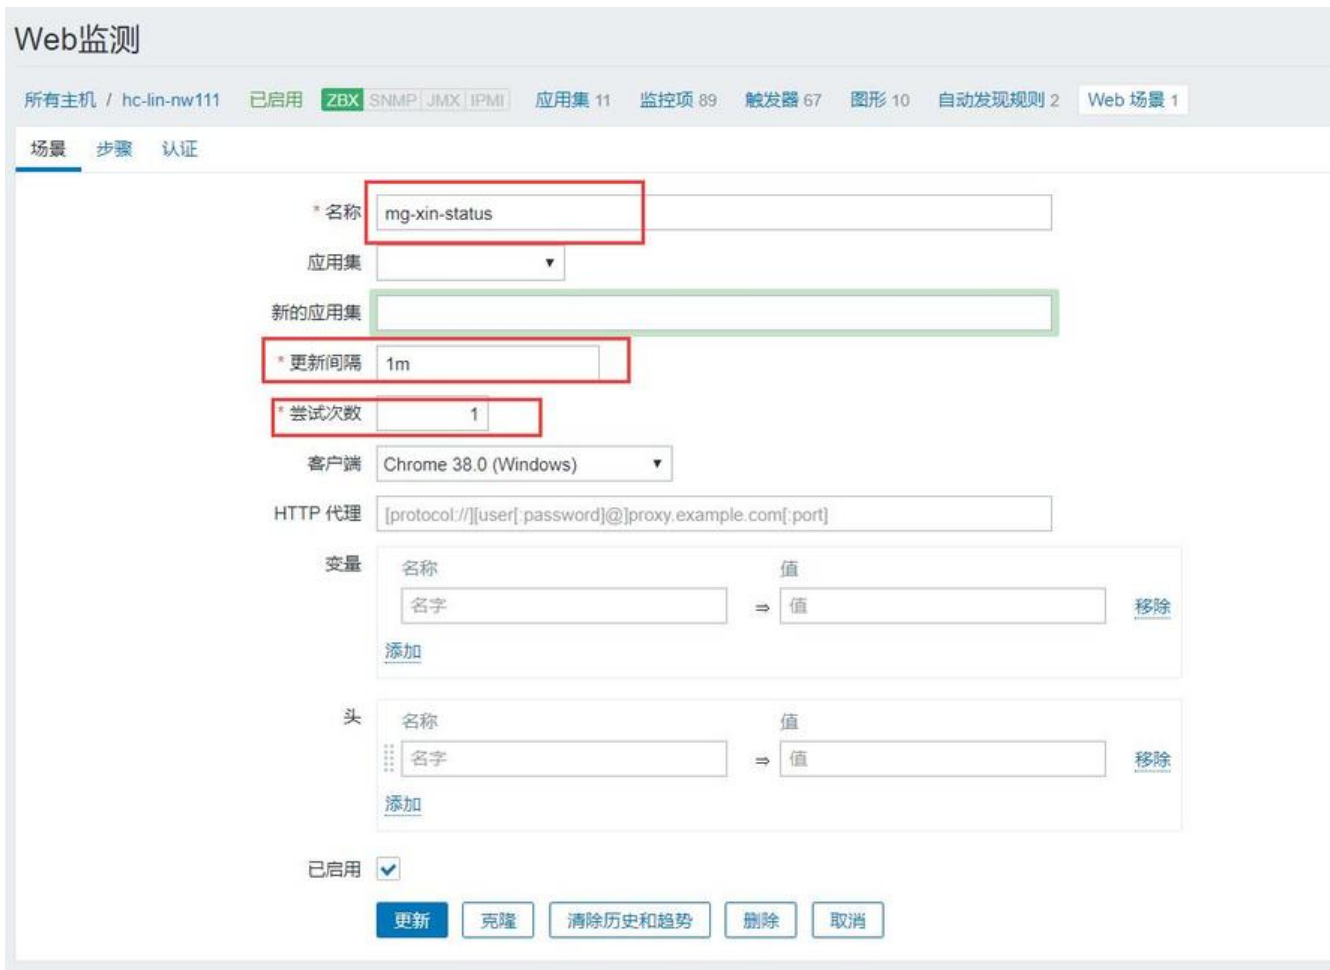 Web监测
所有主机 / hc-lin-nw111 已启用 ZBX SNMP JMX IPMI 应用集 11 监控项 89 触发器 67 图形 10 自动发现规则 2 Web 场景 1
场景 步骤 认证
* 名称 mg-xin-status
应用集
新的应用集
* 更新间隔 1m
* 尝试次数 1
客户端 Chrome 38.0 (Windows)
HTTP 代理 [protocol://][user[:password]@]proxy.example.com[:port]
变量 名称 值
名字 ⇒ 值 移除
添加
头 名称 值
名字 ⇒ 值 移除
添加
已启用
更新 克隆 清除历史和趋势 删除 取消